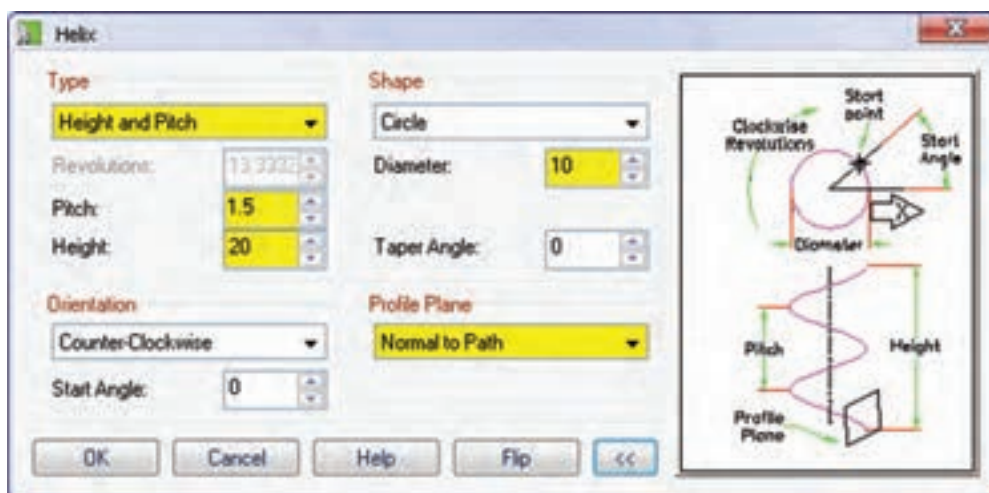 Helix
Type
Height and Pitch
Revolutions:
Pitch: 1.5
Height: 20
Orientation
Counter-Clockwise
Start Angle: 0
Shape
Circle
Diameter: 10
Taper Angle: 0
Profile Plane
Normal to Path
OK Cancel Help Flip <<
Clockwise
Revolutions
Start
point
Start
Angle
X
Diameter
Pitch
Height
Profile
Plane